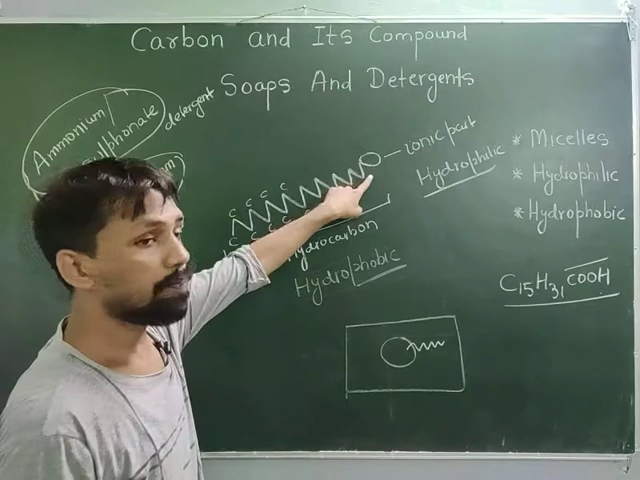 Carbon and Its Compound
Soaps And Detergents
Ammonium
Sulphonate
detergent
ionic part
Hydrophilic
* Micelles
* Hydrophilic
* Hydrophobic
C C C C
C
Hydrocarbon
Hydrophobic
C15H31COOH